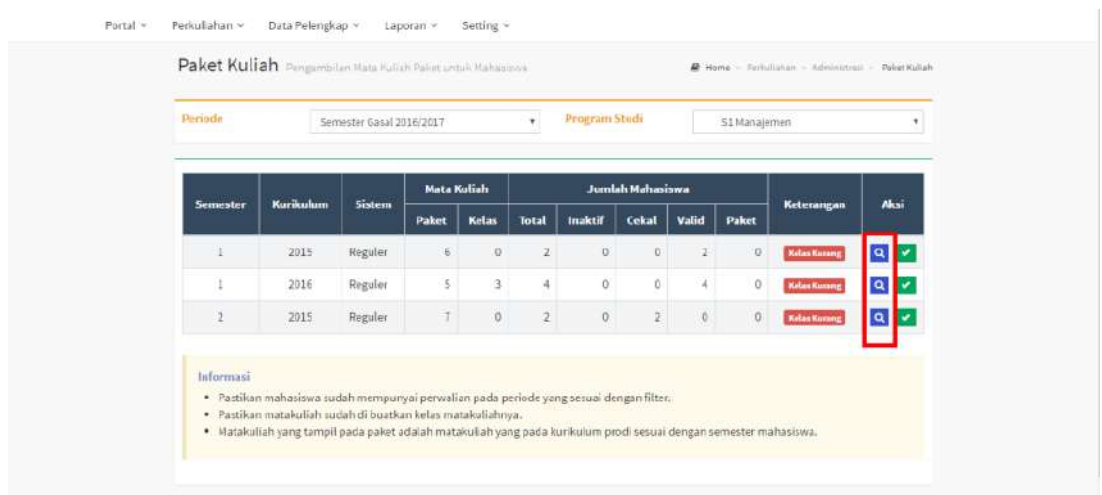 Portal Perkuliahan Data Pelengkap Laporan Setting
Paket Kuliah Pengambilan Mata Kuliah Paket untuk Mahasiswa Home - Perkuliahan - Administrasi - Paket Kuliah
Periode Semester Gasal 2016/2017 Program Studi S1 Manajemen
Semester Kurikulum Sistem Mata Kuliah Jumlah Mahasiswa Keterangan Aksi
Paket Kelas Total Inaktif Cekal Valid Paket
1 2015 Reguler 6 0 2 0 0 2 0 Kelas Kurang
1 2016 Reguler 5 3 4 0 0 4 0 Kelas Kurang
2 2015 Reguler 7 0 2 0 2 0 0 Kelas Kurang
Informasi
• Pastikan mahasiswa sudah mempunyai perwalian pada periode yang sesuai dengan filter.
• Pastikan matakuliah sudah di buatkan kelas matakuliahnya.
• Matakuliah yang tampil pada paket adalah matakuliah yang pada kurikulum prodi sesuai dengan semester mahasiswa.